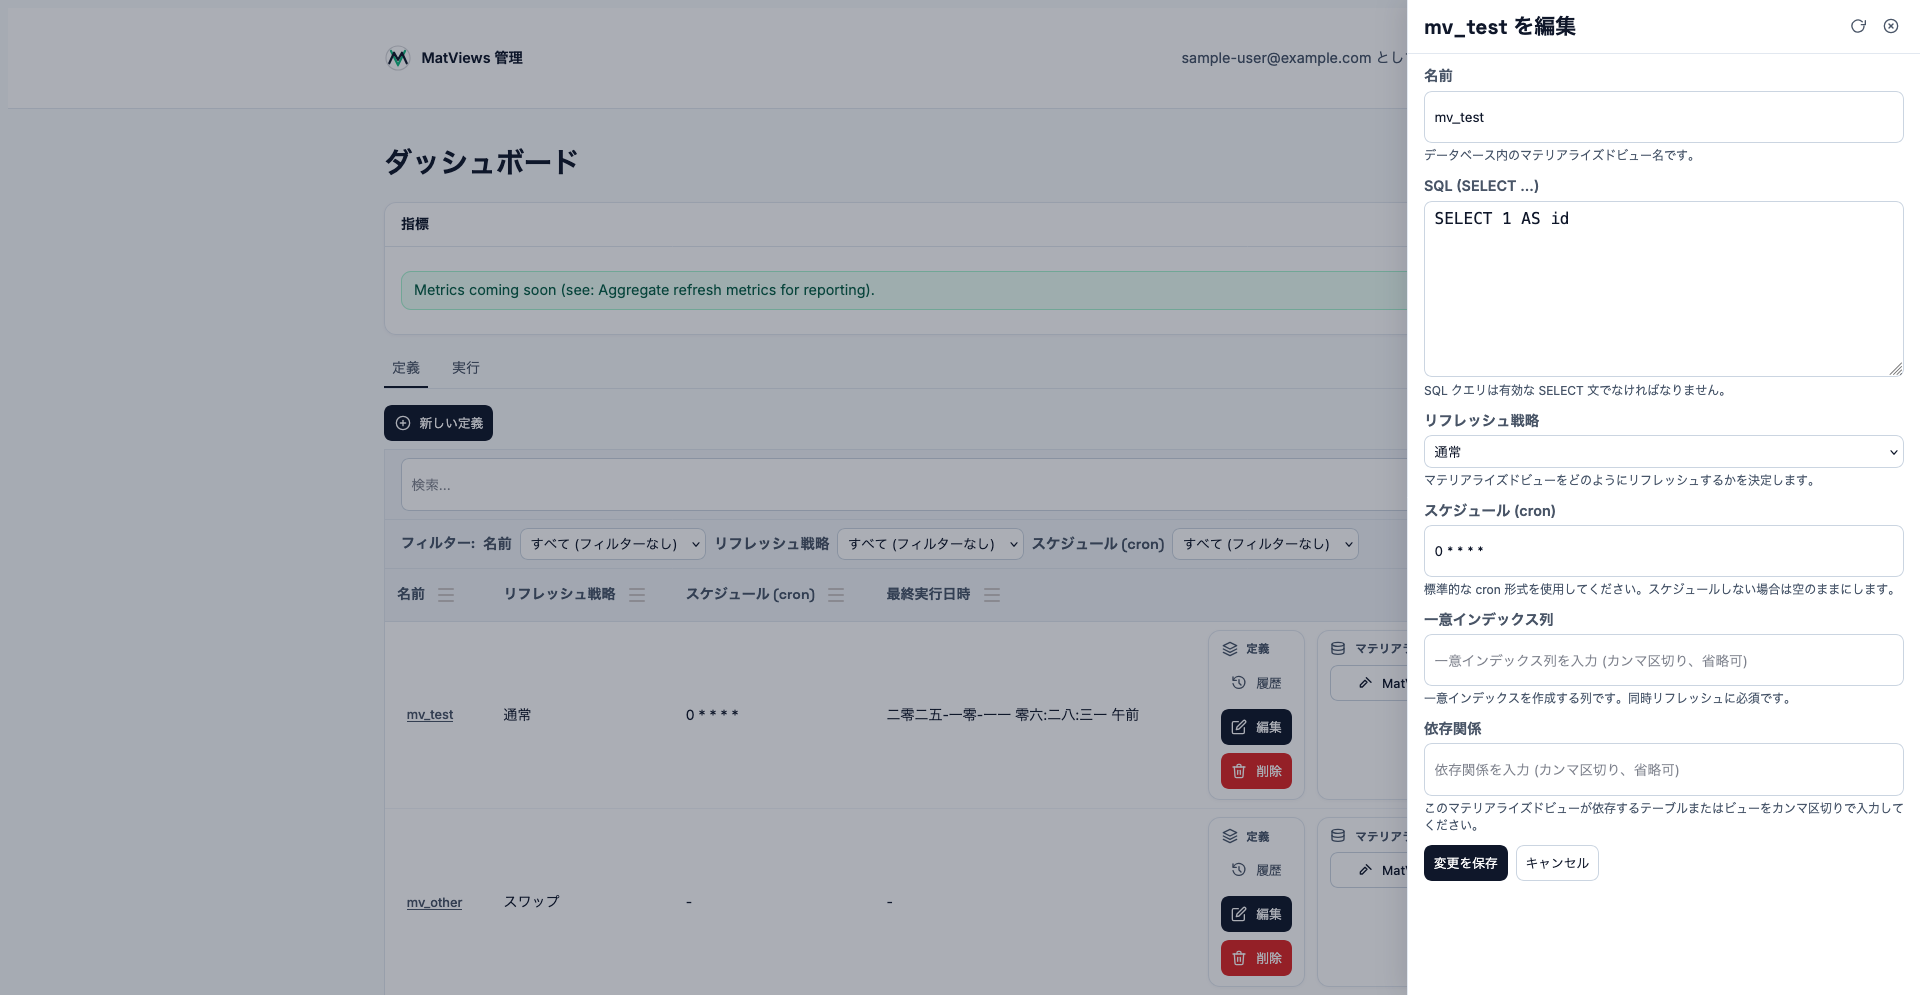 MatViews 管理
sample-user@example.com とし
ダッシュボード
指標
Metrics coming soon (see: Aggregate refresh metrics for reporting).
定義 実行
新しい定義
検索...
フィルター: 名前 すべて (フィルターなし) リフレッシュ戦略 すべて (フィルターなし) スケジュール (cron) すべて (フィルターなし)
名前 リフレッシュ戦略 スケジュール (cron) 最終実行日時
mv_test 通常 0 * * * * 二零二五-一零-一一 零六:二八:三一 午前
定義
履歴
編集
削除
マテリアラ
Mat
mv_other スワップ - -
定義
履歴
編集
削除
マテリアラ
Mat
mv_test を編集
名前
mv_test
データベース内のマテリアライズドビュー名です。
SQL (SELECT ...)
SELECT 1 AS id
SQL クエリは有効な SELECT 文でなければなりません。
リフレッシュ戦略
通常
マテリアライズドビューをどのようにリフレッシュするかを決定します。
スケジュール (cron)
0 * * * *
標準的な cron 形式を使用してください。スケジュールしない場合は空のままにします。
一意インデックス列
一意インデックス列を入力 (カンマ区切り、省略可)
一意インデックスを作成する列です。同時リフレッシュに必須です。
依存関係
依存関係を入力 (カンマ区切り、省略可)
このマテリアライズドビューが依存するテーブルまたはビューをカンマ区切りで入力して
ください。
変更を保存 キャンセル